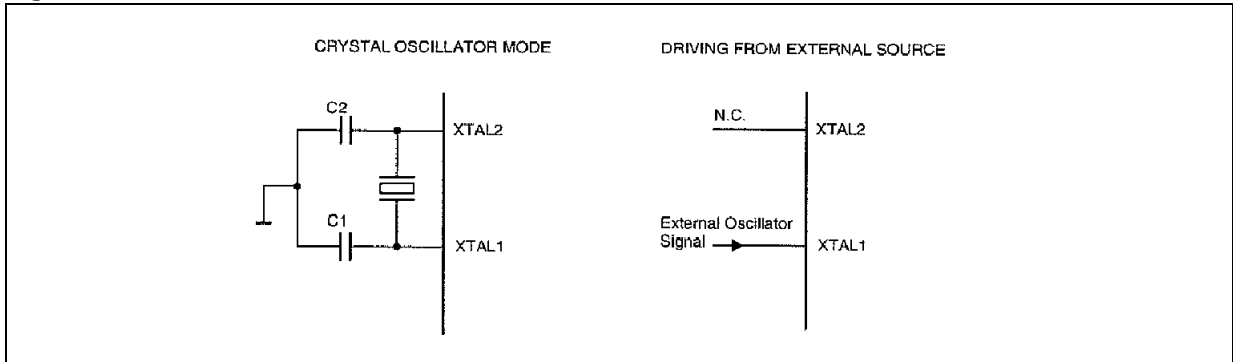 CRYSTAL OSCILLATOR MODE
C2
XTAL2
C1
XTAL1
DRIVING FROM EXTERNAL SOURCE
N.C.
XTAL2
External Oscillator
Signal
XTAL1